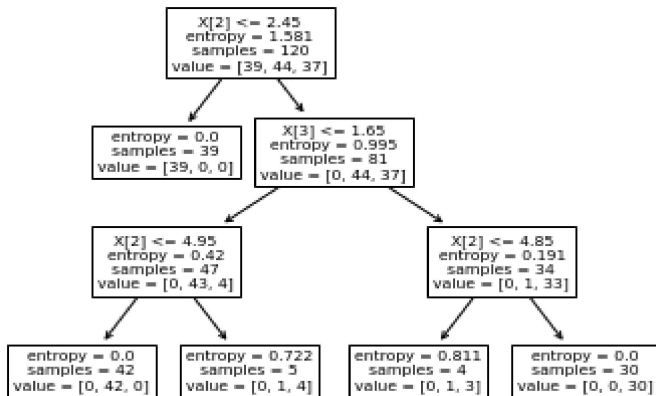 X[2] <= 2.45
entropy = 1.581
samples = 120
value = [39, 44, 37]
entropy = 0.0
samples = 39
value = [39, 0, 0]
X[3] <= 1.65
entropy = 0.995
samples = 81
value = [0, 44, 37]
X[2] <= 4.95
entropy = 0.42
samples = 47
value = [0, 43, 4]
X[2] <= 4.85
entropy = 0.191
samples = 34
value = [0, 1, 33]
entropy = 0.0
samples = 42
value = [0, 42, 0]
entropy = 0.722
samples = 5
value = [0, 1, 4]
entropy = 0.811
samples = 4
value = [0, 1, 3]
entropy = 0.0
samples = 30
value = [0, 0, 30]